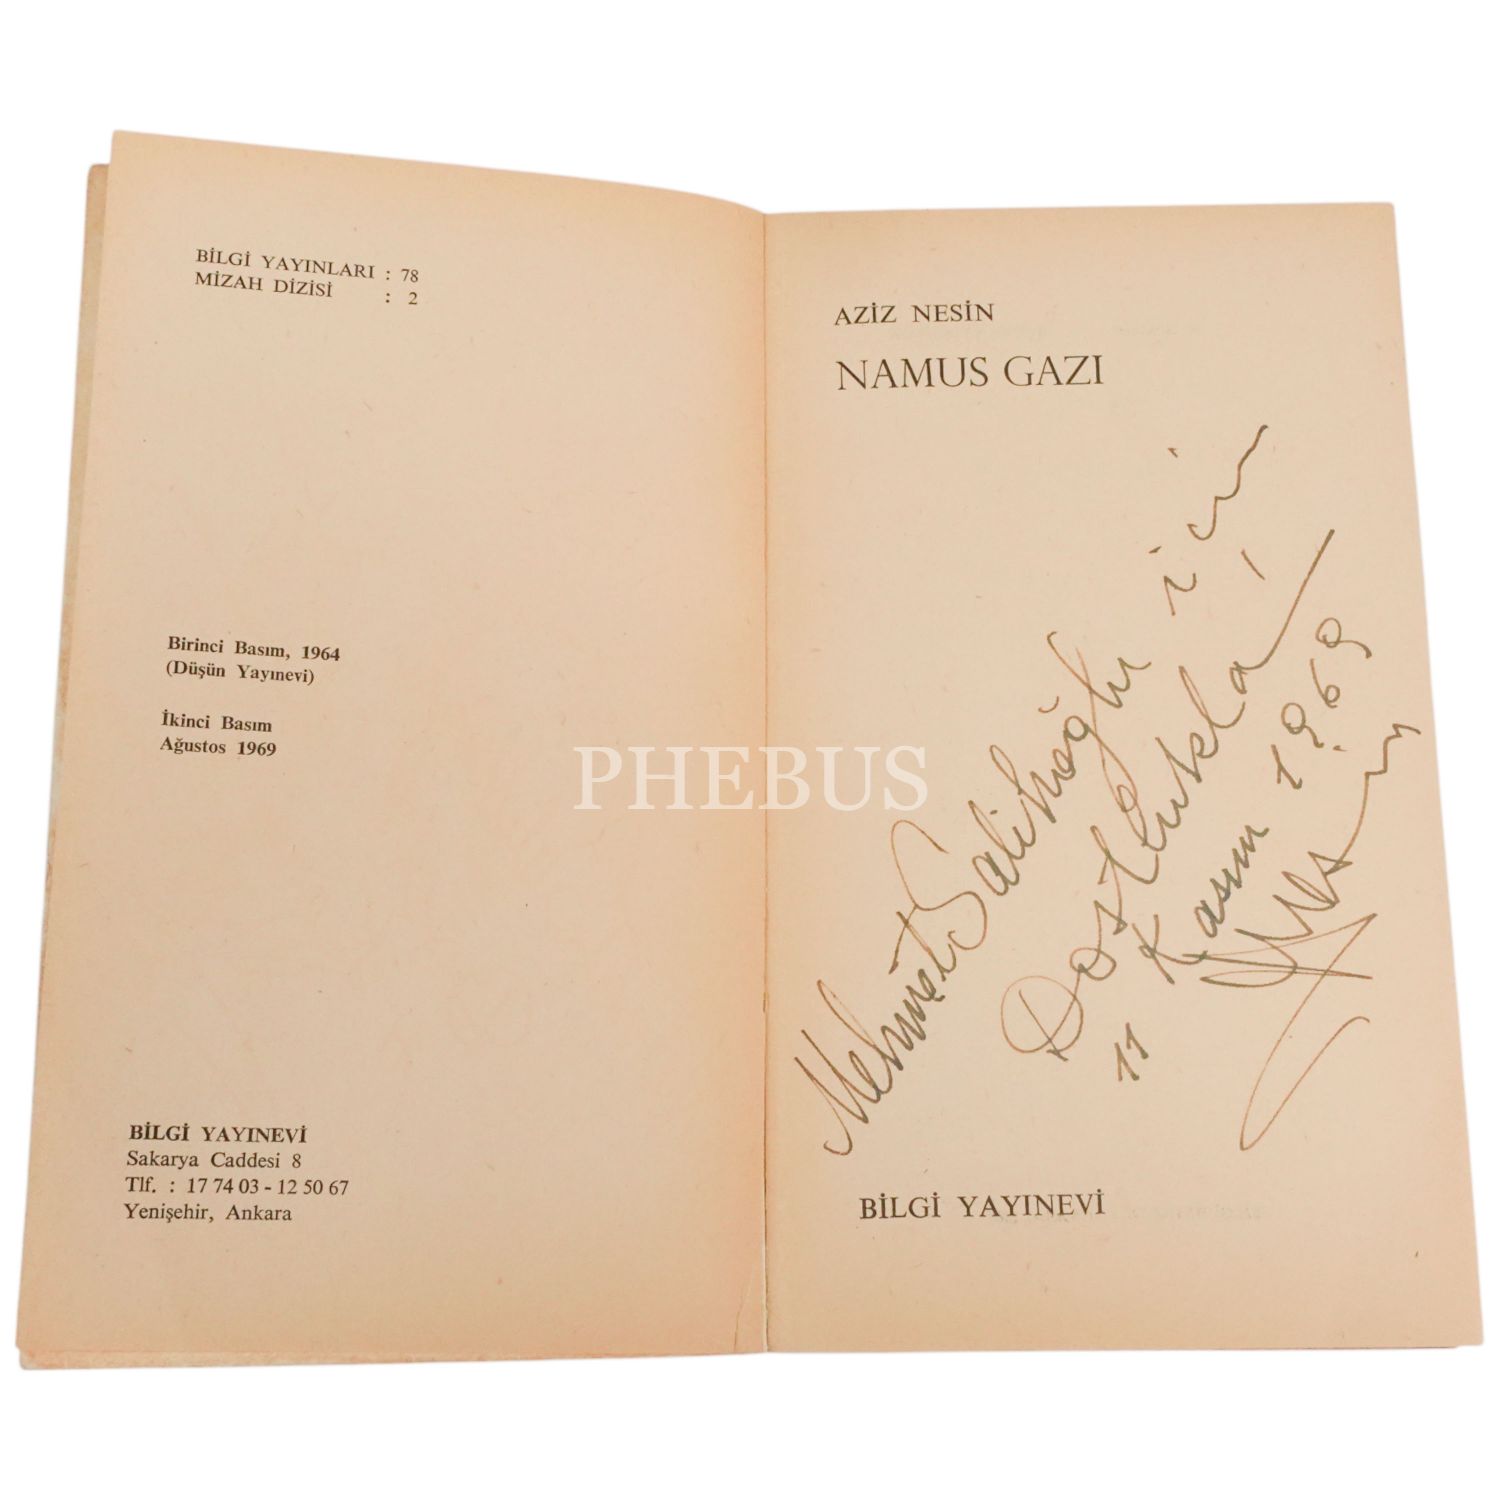 BİLGİ YAYINLARI : 78
MİZAH DİZİSİ : 2
Birinci Basım, 1964
(Düşün Yayınevi)
İkinci Basım
Ağustos 1969
BİLGİ YAYINEVİ
Sakarya Caddesi 8
Tlf. : 17 74 03 - 12 50 67
Yenişehir, Ankara
AZİZ NESİN
NAMUS GAZI
Mehmet Salihoğlu için
Dostlukla,
11 Kasım 1969
BİLGİ YAYINEVİ
PHEBUS